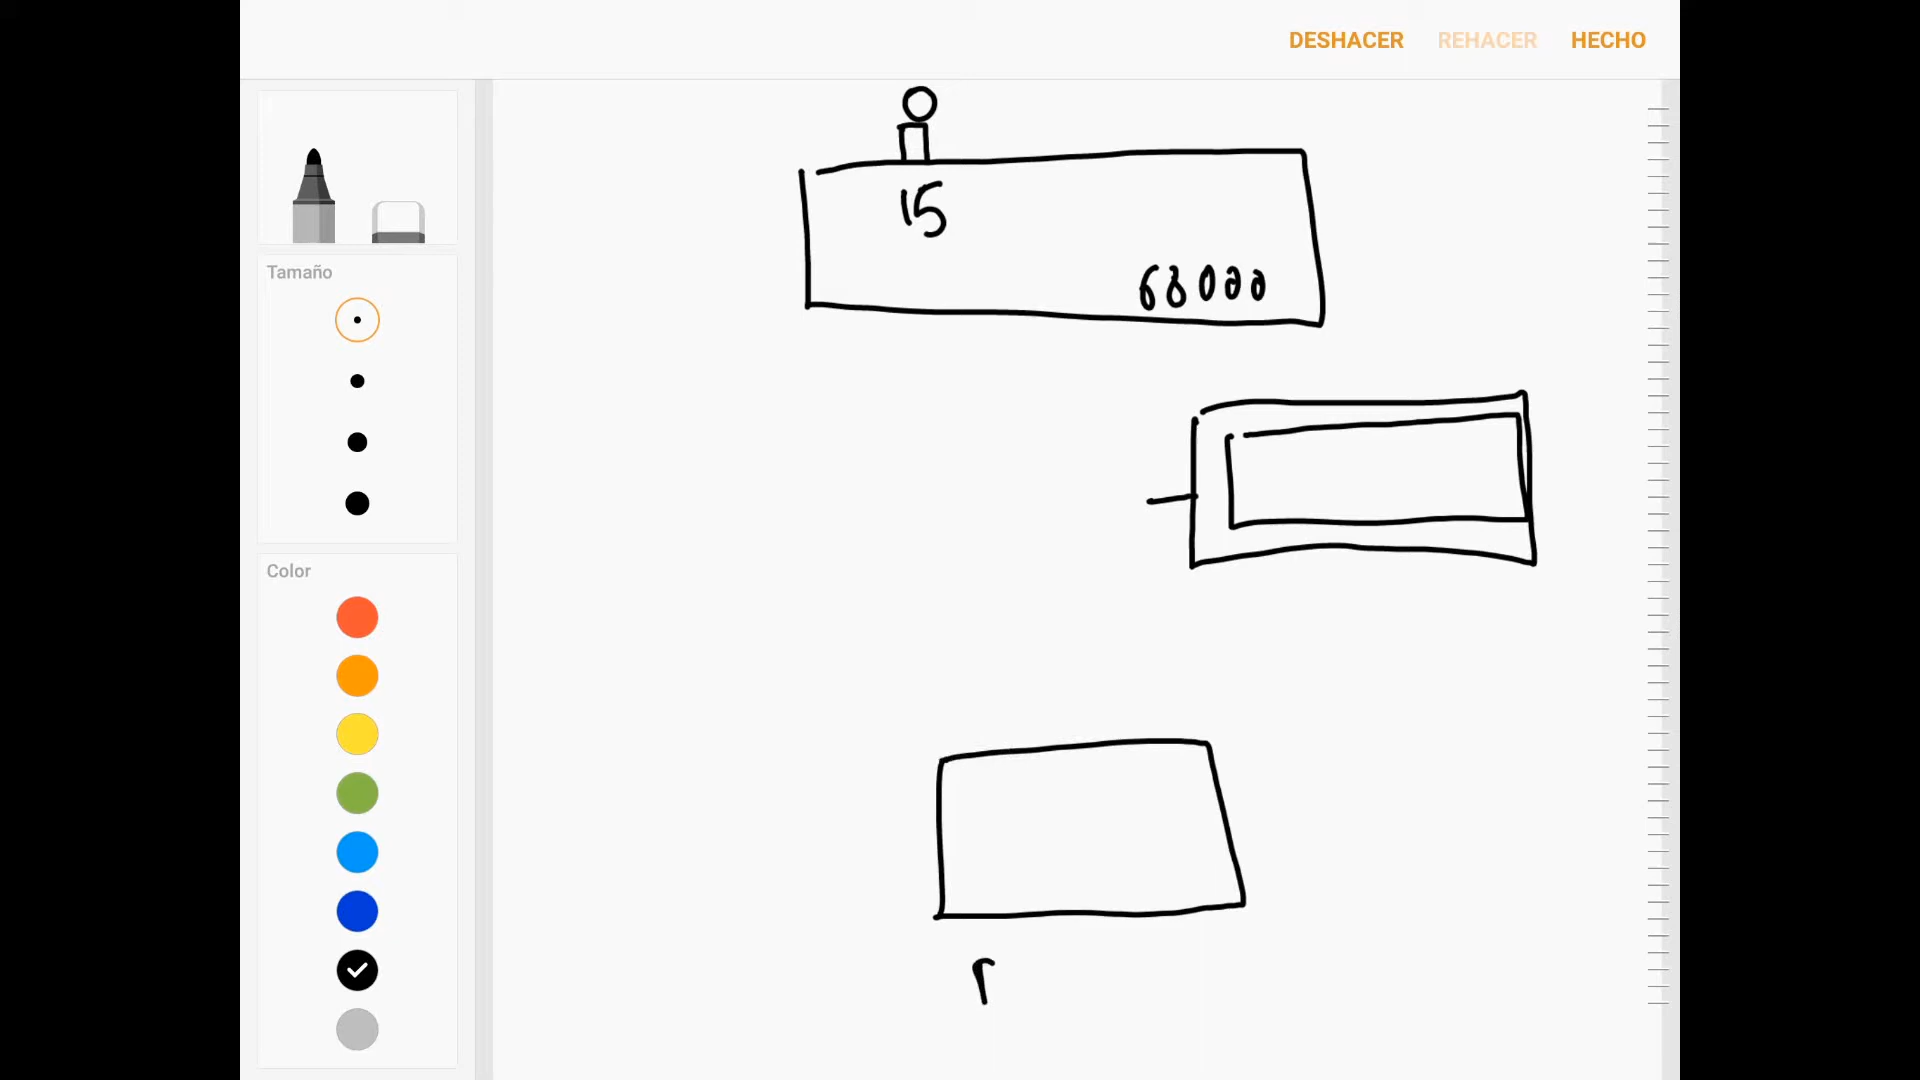 DESHACER REHACER HECHO
Tamaño
15
68000
Color
r